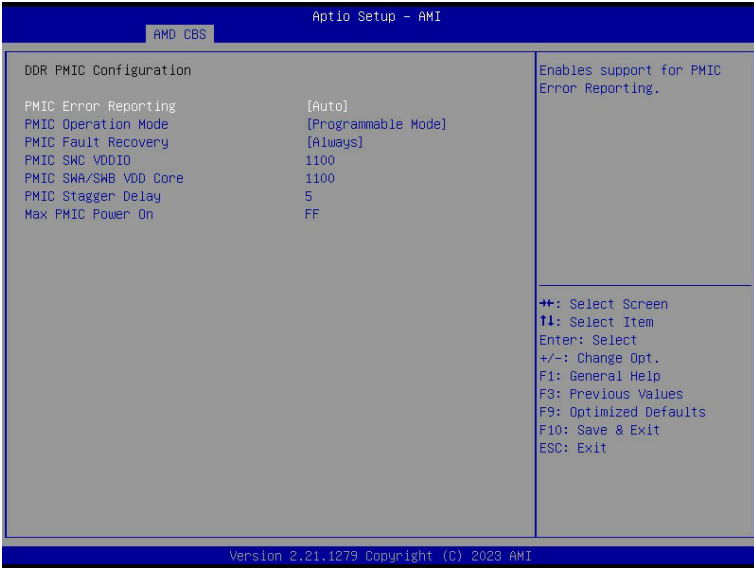 Aptio Setup – AMI
AMD CBS
DDR PMIC Configuration
PMIC Error Reporting [Auto]
PMIC Operation Mode [Programmable Mode]
PMIC Fault Recovery [Always]
PMIC SWC VDDIO 1100
PMIC SWA/SWB VDD Core 1100
PMIC Stagger Delay 5
Max PMIC Power On FF
Enables support for PMIC
Error Reporting.
→←: Select Screen
↑↓: Select Item
Enter: Select
+/-: Change Opt.
F1: General Help
F3: Previous Values
F9: Optimized Defaults
F10: Save & Exit
ESC: Exit
Version 2.21.1279 Copyright (C) 2023 AMI